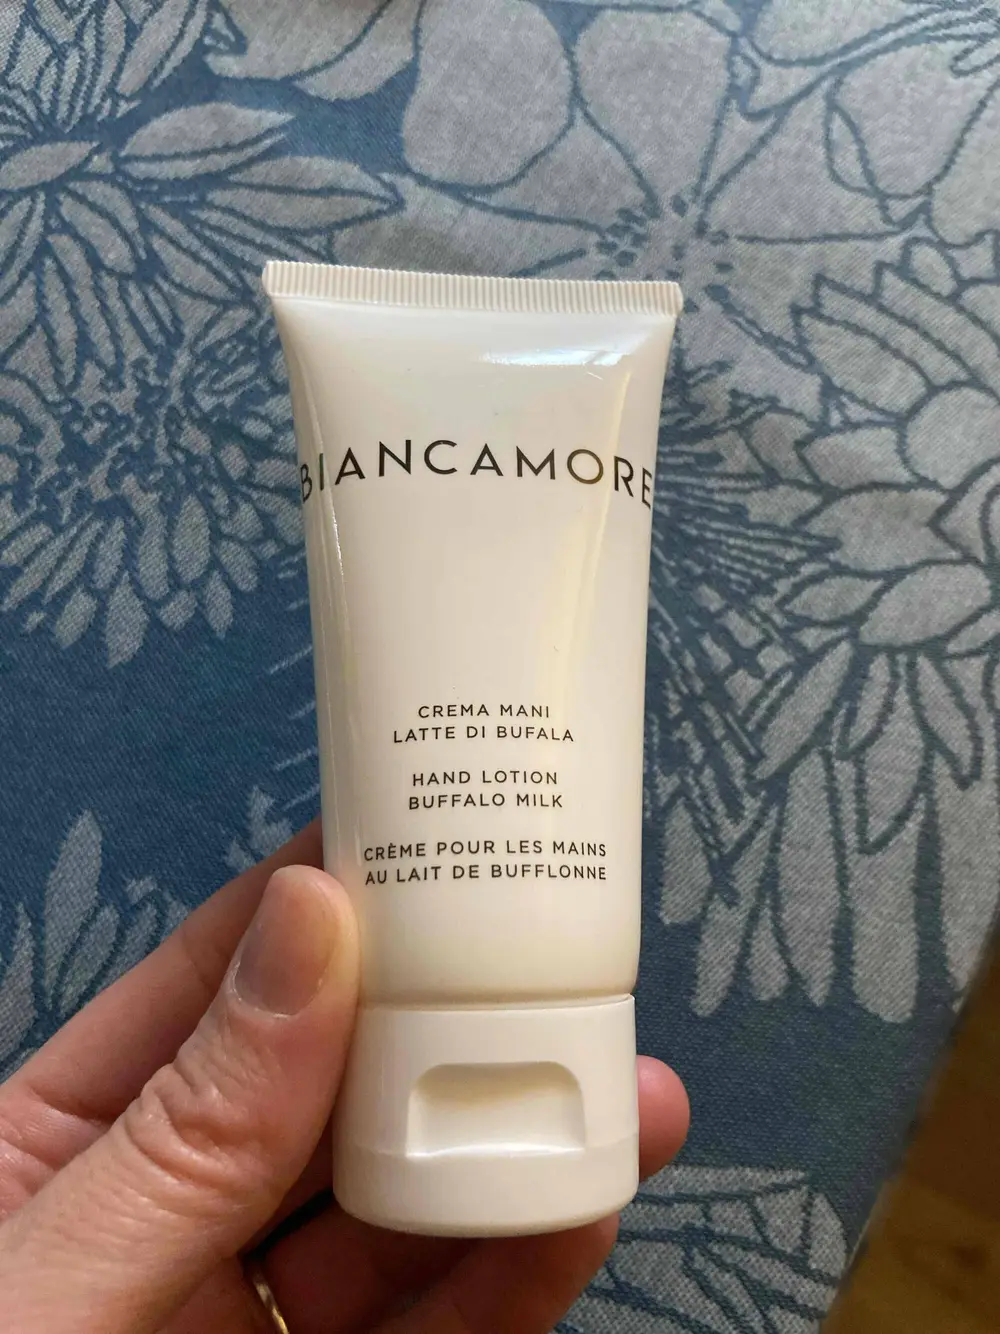 BIANCAMORE
CREMA MANI
LATTE DI BUFALA
HAND LOTION
BUFFALO MILK
CRÈME POUR LES MAINS
AU LAIT DE BUFFLONNE